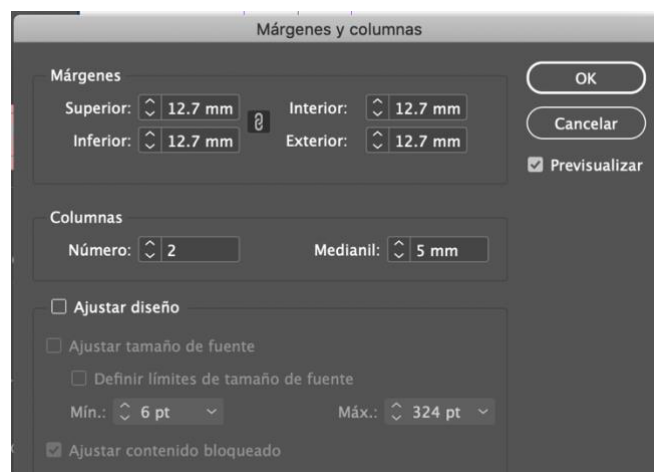 Márgenes y columnas
Márgenes
Superior: 12.7 mm Interior: 12.7 mm
Inferior: 12.7 mm Exterior: 12.7 mm
OK
Cancelar
Previsualizar
Columnas
Número: 2 Medianil: 5 mm
Ajustar diseño
Ajustar tamaño de fuente
Definir límites de tamaño de fuente
Mín.: 6 pt Máx.: 324 pt
Ajustar contenido bloqueado